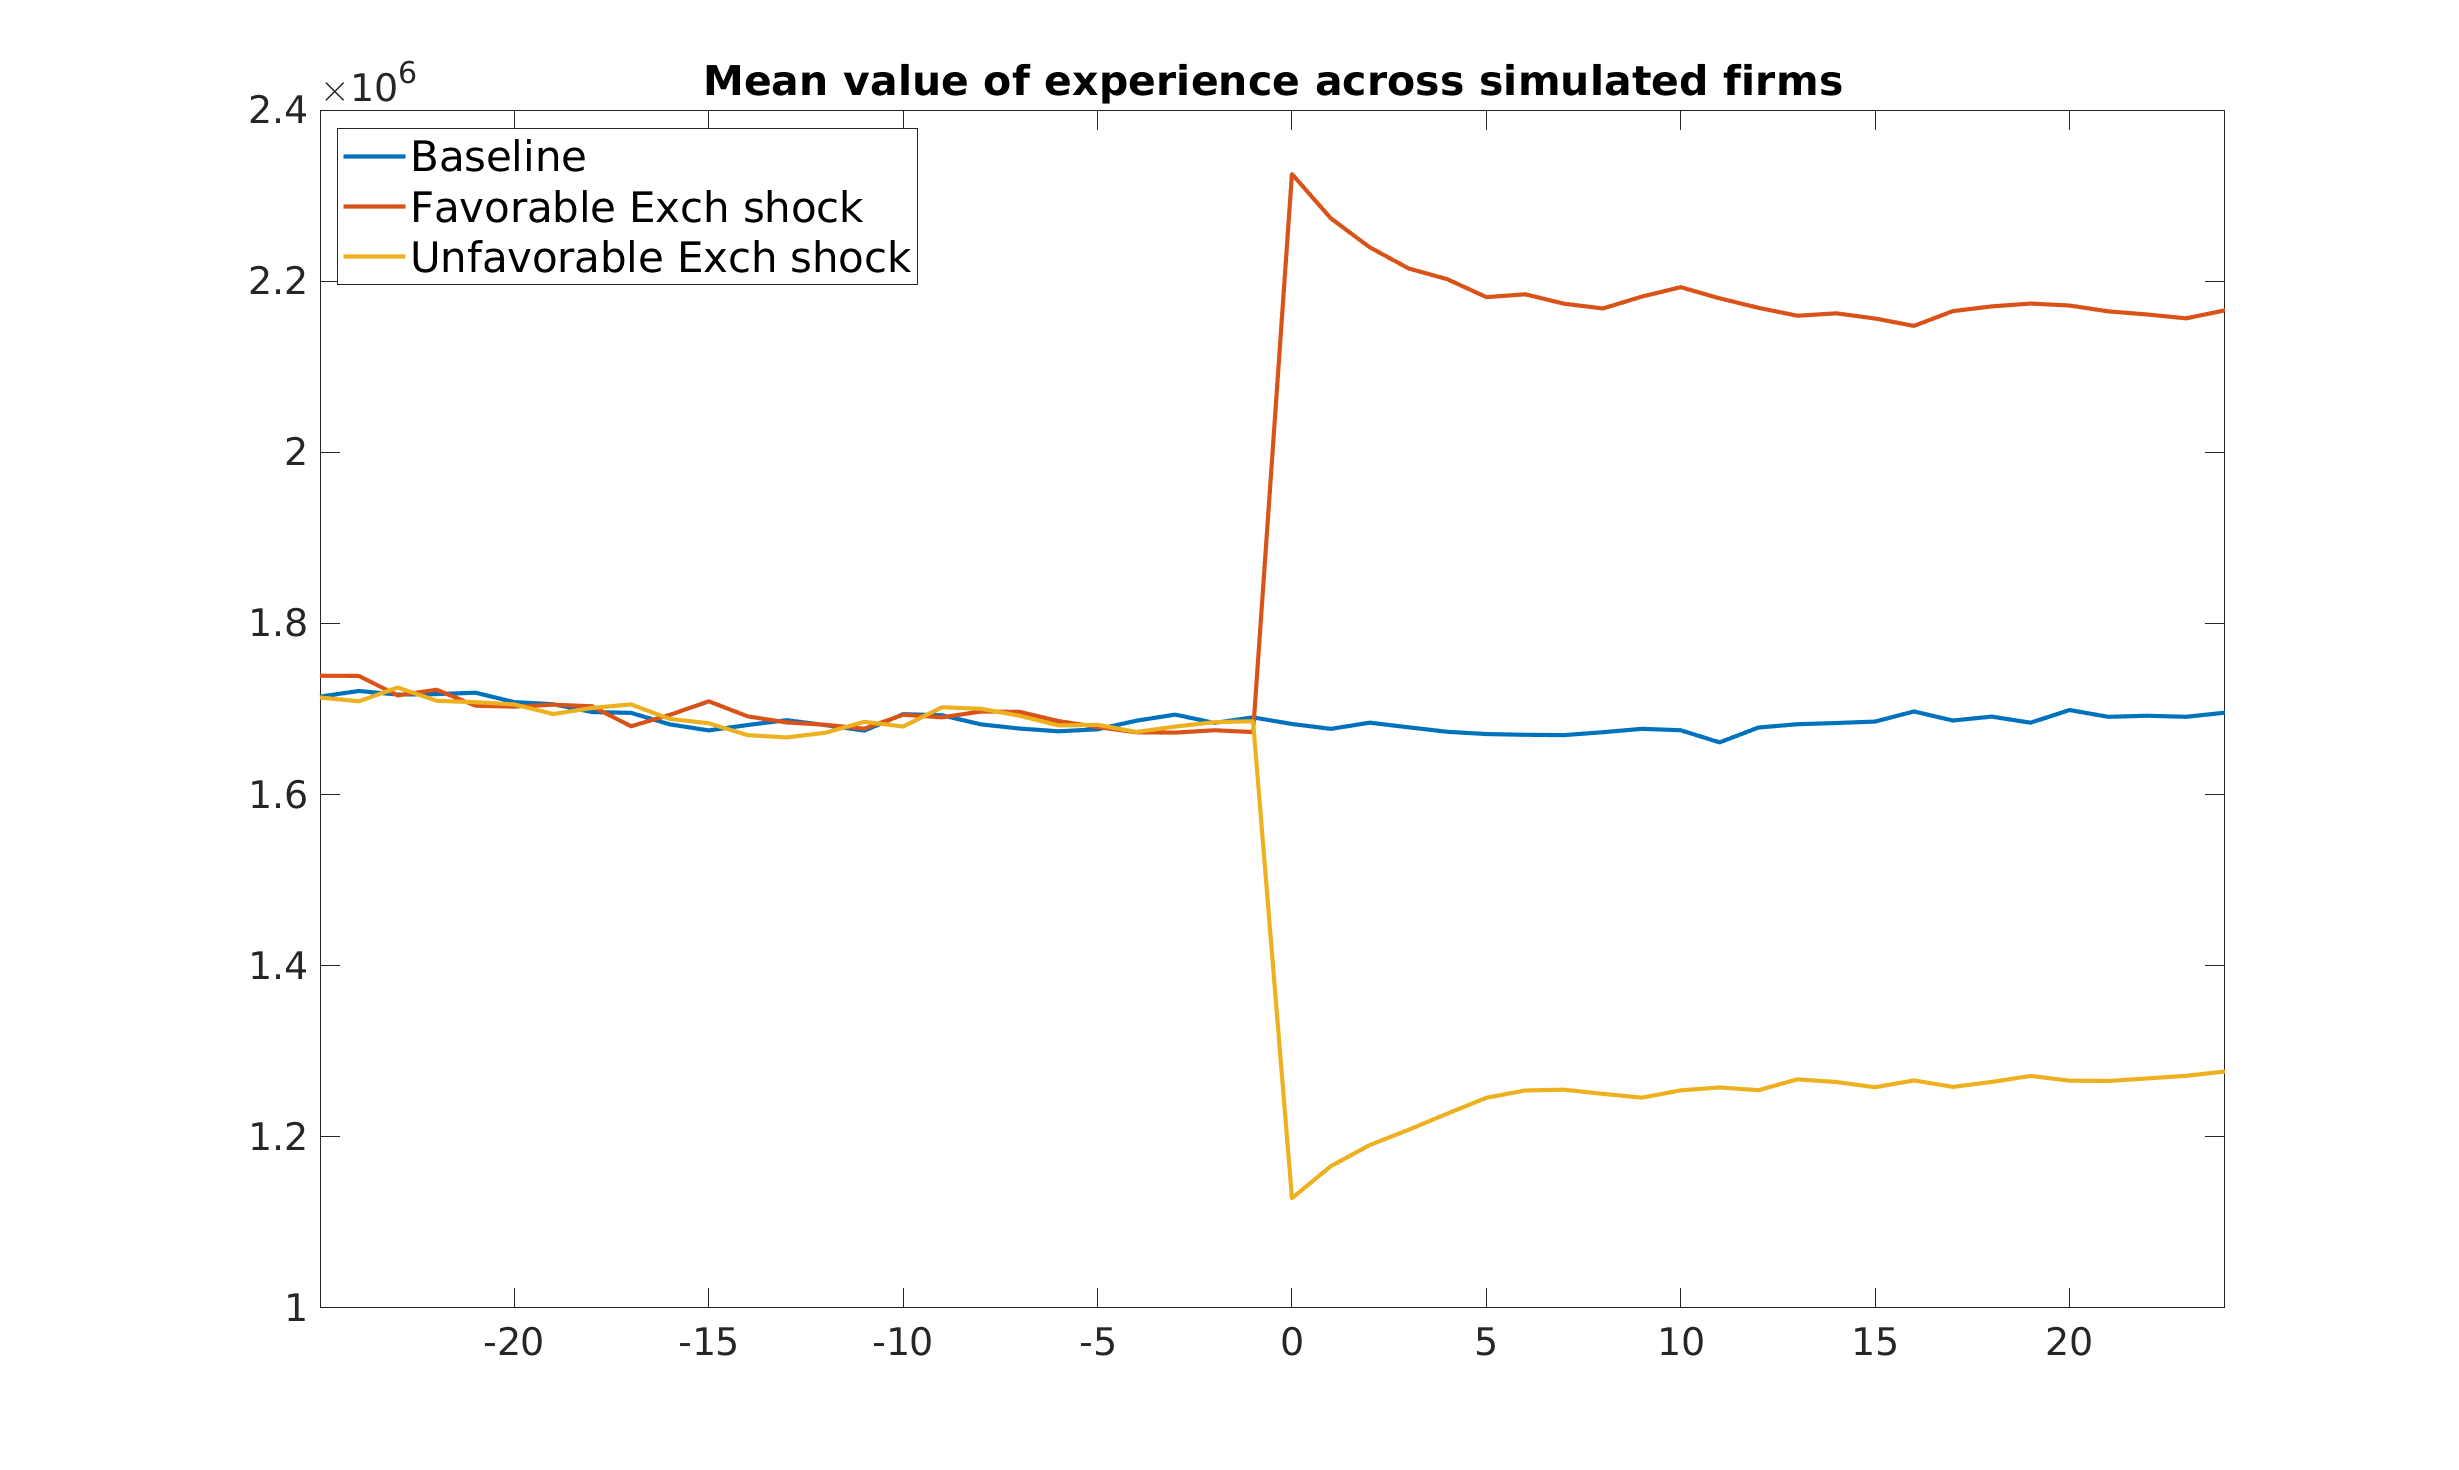 Mean value of experience across simulated firms
×10^6
Baseline
Favorable Exch shock
Unfavorable Exch shock
2.4
2.2
2
1.8
1.6
1.4
1.2
1
-20 -15 -10 -5 0 5 10 15 20